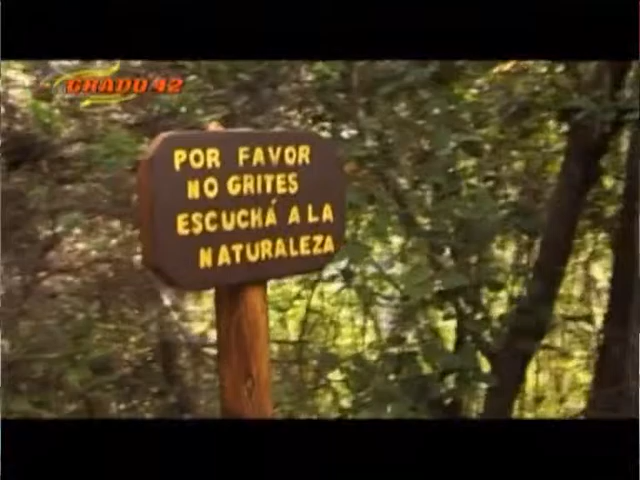 GRADO 42
POR FAVOR
NO GRITES
ESCUCHÁ A LA
NATURALEZA